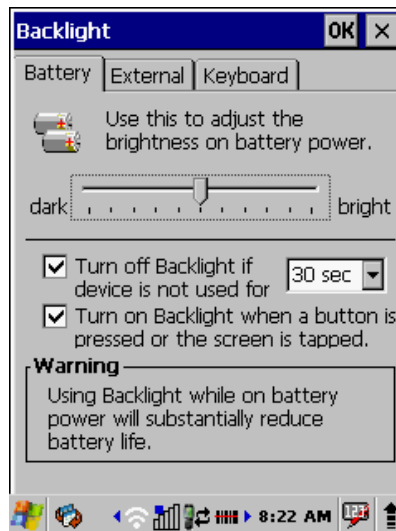 Backlight OK ×
Battery External Keyboard
Use this to adjust the
brightness on battery power.
dark bright
Turn off Backlight if
device is not used for
30 sec
Turn on Backlight when a button is
pressed or the screen is tapped.
Warning
Using Backlight while on battery
power will substantially reduce
battery life.
8:22 AM
123